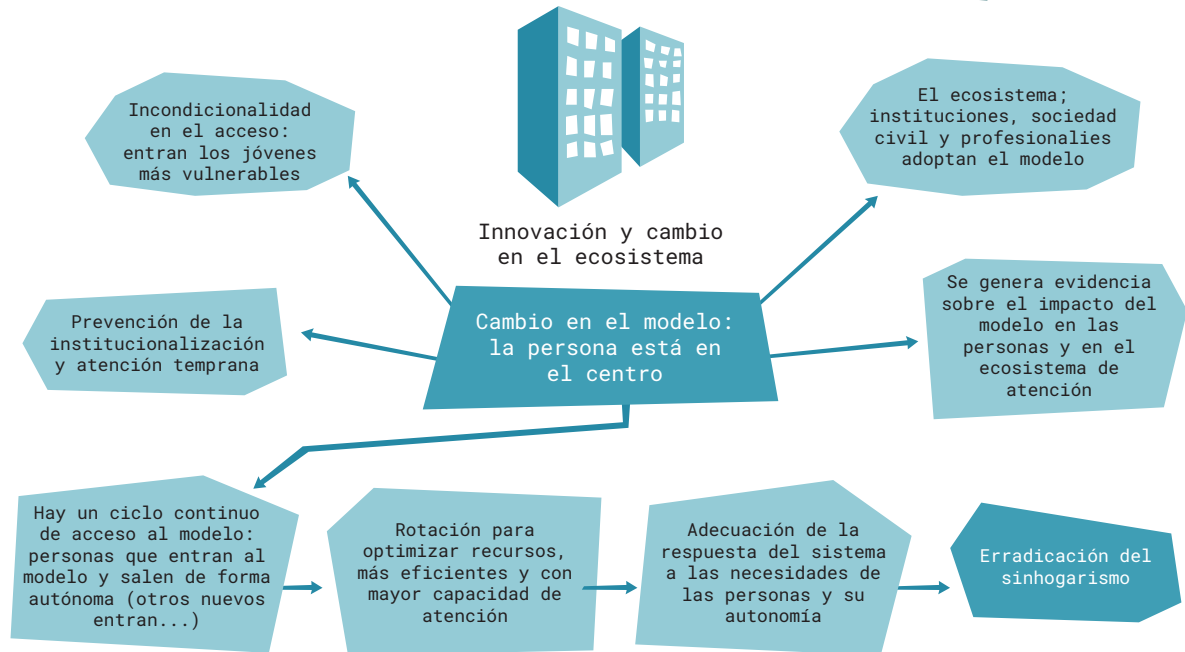 Incondicionalidad
en el acceso:
entran los jóvenes
más vulnerables
El ecosistema;
instituciones, sociedad
civil y profesionalies
adoptan el modelo
Innovación y cambio
en el ecosistema
Cambio en el modelo:
la persona está en
el centro
Prevención de la
institucionalización
y atención temprana
Se genera evidencia
sobre el impacto del
modelo en las
personas y en el
ecosistema de
atención
Hay un ciclo continuo
de acceso al modelo:
personas que entran al
modelo y salen de forma
autónoma (otros nuevos
entran...)
Rotación para
optimizar recursos,
más eficientes y con
mayor capacidad de
atención
Adecuación de la
respuesta del sistema
a las necesidades de
las personas y su
autonomía
Erradicación del
sinhogarismo